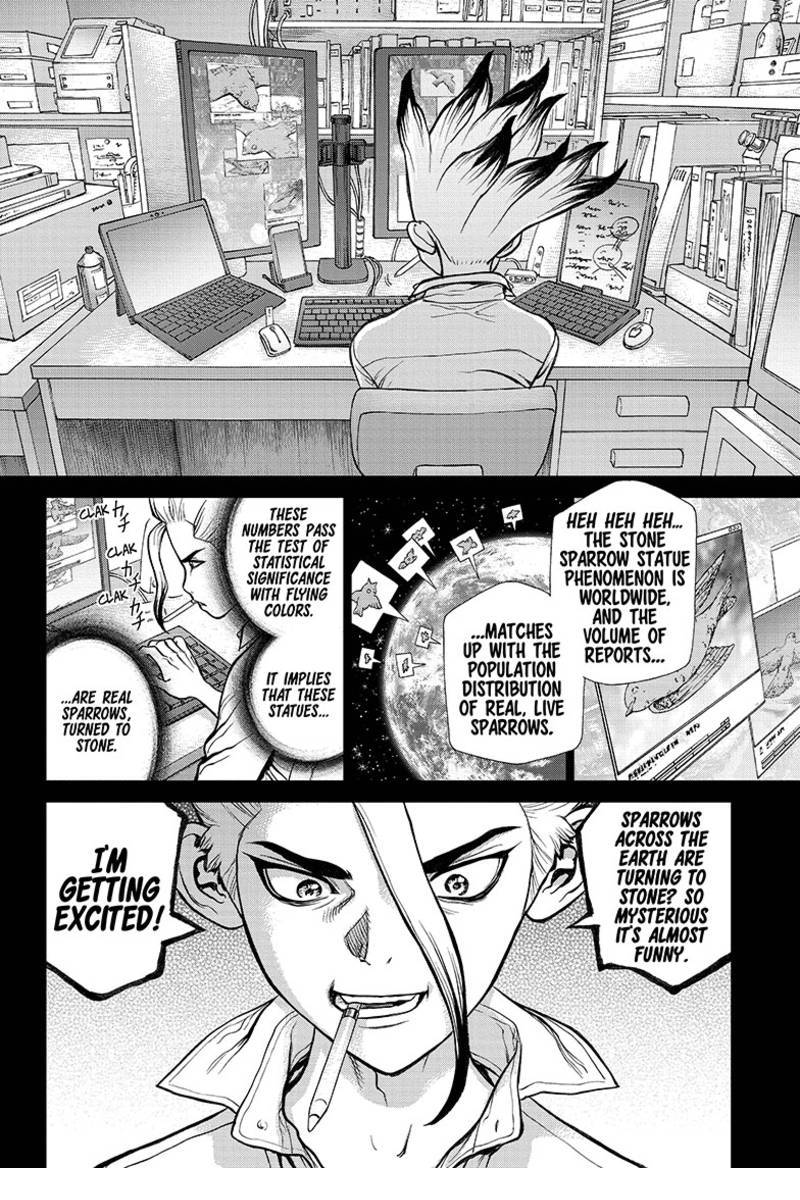 HEH HEH HEH...
THE STONE
SPARROW STATUE
PHENOMENON IS
WORLDWIDE,
AND THE
VOLUME OF
REPORTS...
...MATCHES
UP WITH THE
POPULATION
DISTRIBUTION
OF REAL, LIVE
SPARROWS.
THESE
NUMBERS PASS
THE TEST OF
STATISTICAL
SIGNIFICANCE
WITH FLYING
COLORS.
IT IMPLIES
THAT THESE
STATUES...
CLAK カチ
CLAK カチ
CLAK カチ
...ARE REAL
SPARROWS,
TURNED TO
STONE.
SPARROWS
ACROSS THE
EARTH ARE
TURNING TO
STONE? SO
MYSTERIOUS
IT'S ALMOST
FUNNY.
I'M
GETTING
EXCITED!